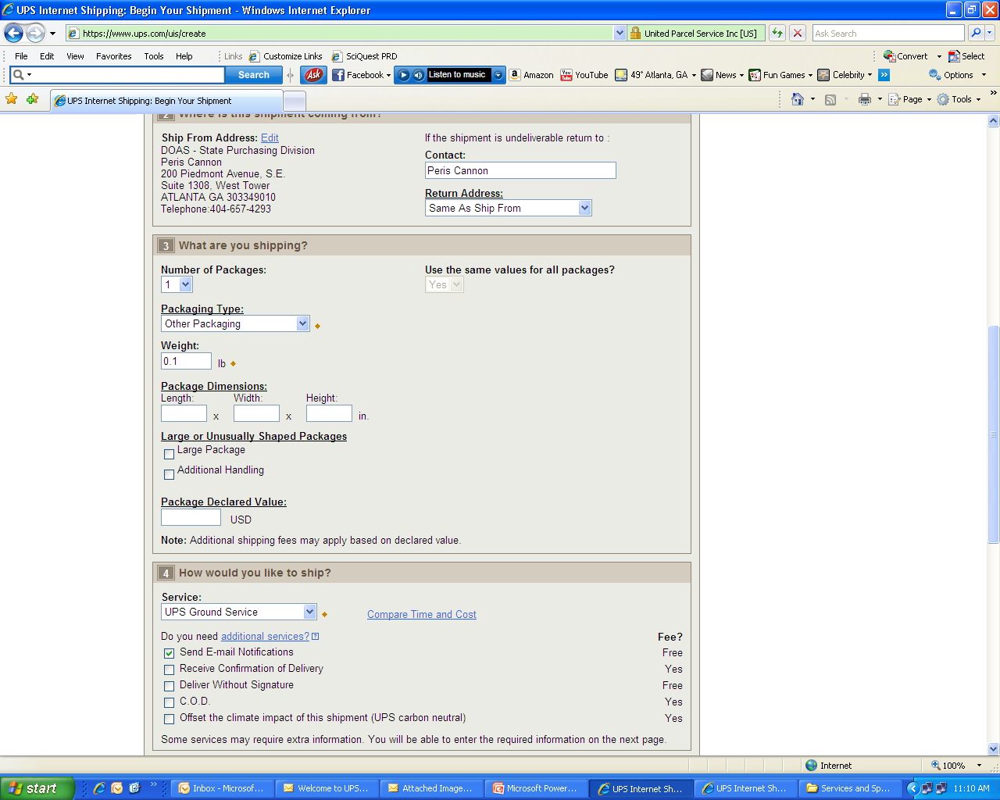 UPS Internet Shipping: Begin Your Shipment - Windows Internet Explorer
https://www.ups.com/uis/create
United Parcel Service Inc [US]
Ask Search
File Edit View Favorites Tools Help
Links Customize Links SciQuest PRD
Convert Select
Search
Ask
Facebook
Listen to music
Amazon
You Tube YouTube
49° Atlanta, GA
News
Fun Games
Celebrity
Options
UPS Internet Shipping: Begin Your Shipment
Page Tools
2 Where is this shipment coming from?
Ship From Address: Edit
DOAS - State Purchasing Division
Peris Cannon
200 Piedmont Avenue, S.E.
Suite 1308, West Tower
ATLANTA GA 303349010
Telephone:404-657-4293
If the shipment is undeliverable return to :
Contact:
Peris Cannon
Return Address:
Same As Ship From
3 What are you shipping?
Number of Packages:
1
Use the same values for all packages?
Yes
Packaging Type:
Other Packaging
Weight:
0.1 lb
Package Dimensions:
Length: Width: Height:
x x in.
Large or Unusually Shaped Packages
Large Package
Additional Handling
Package Declared Value:
USD
Note: Additional shipping fees may apply based on declared value.
4 How would you like to ship?
Service:
UPS Ground Service
Compare Time and Cost
Do you need additional services? ? Fee?
Send E-mail Notifications Free
Receive Confirmation of Delivery Yes
Deliver Without Signature Free
C.O.D. Yes
Offset the climate impact of this shipment (UPS carbon neutral) Yes
Some services may require extra information. You will be able to enter the required information on the next page.
Internet 100%
start
Inbox - Microsof...
Welcome to UPS...
Attached Image...
Microsoft Power...
UPS Internet Sh...
UPS Internet Sh...
Services and Sp...
11:10 AM